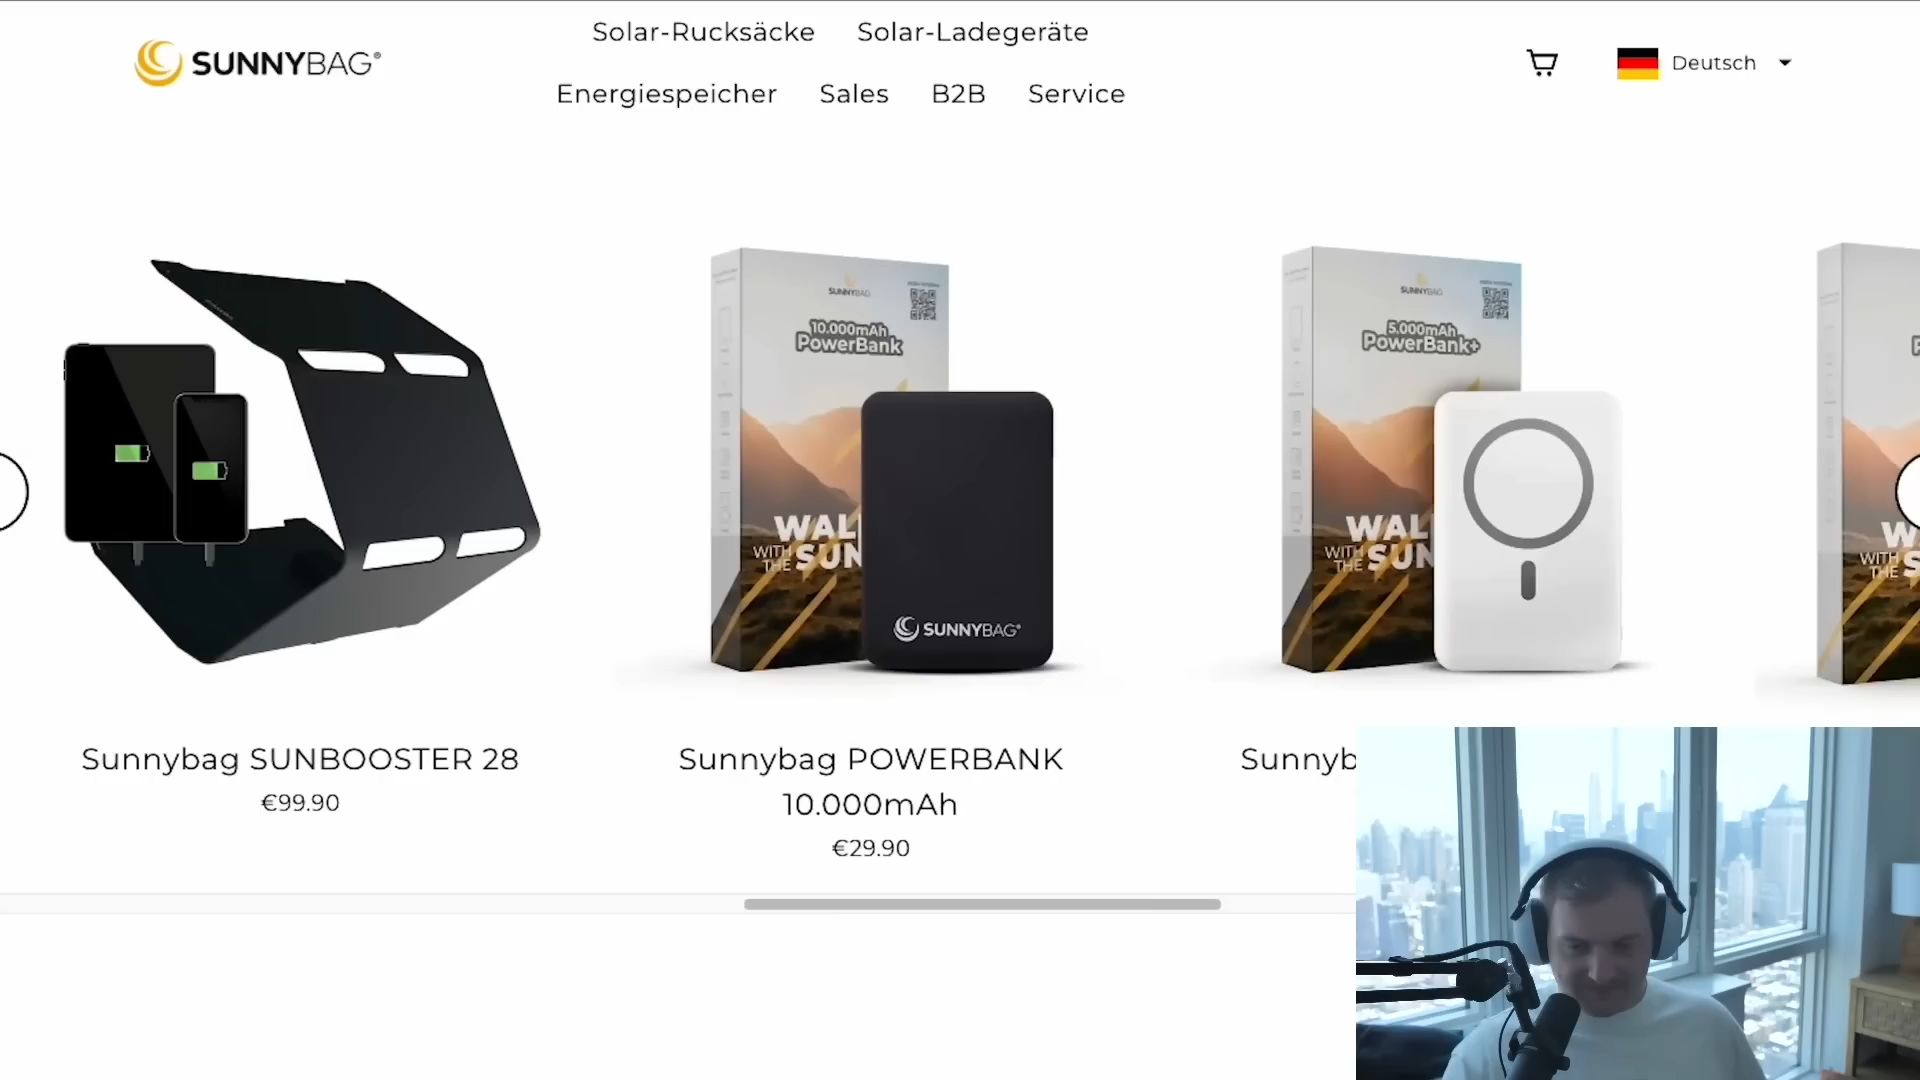 SUNNYBAG®
Solar-Rucksäcke Solar-Ladegeräte
Energiespeicher Sales B2B Service
Deutsch
SUNNYBAG
10.000mAh
PowerBank
WAL
WITH THE SUN
SUNNYBAG®
SUNNYBAG
5.000mAh
PowerBank+
WAL
WITH THE SUN
P
W
WITH THE S
Sunnybag SUNBOOSTER 28
€99.90
Sunnybag POWERBANK
10.000mAh
€29.90
Sunnyb